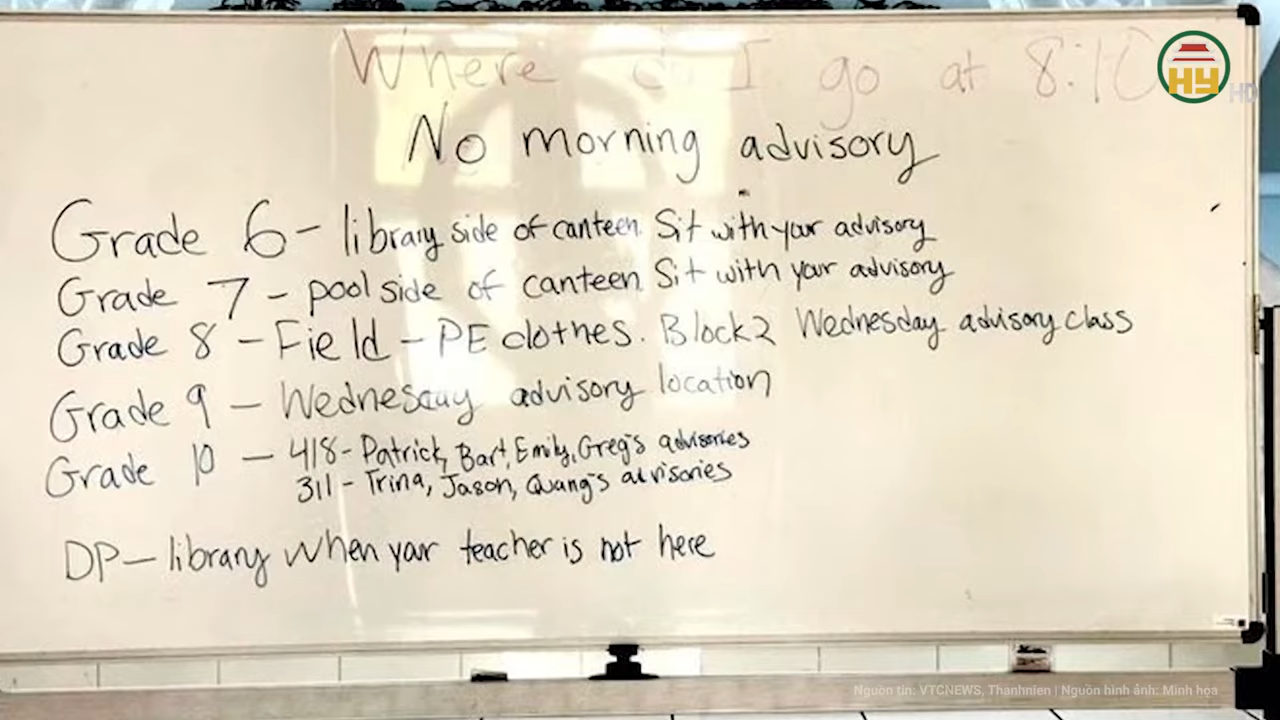 Where do I go at 8:10
HY
HD
No morning advisory
Grade 6 - library side of canteen. Sit with your advisory
Grade 7 - pool side of canteen. Sit with your advisory
Grade 8 - Field - PE clothes. Block 2 Wednesday advisory class
Grade 9 - Wednesday advisory location
Grade 10 - 418 - Patrick, Bart, Emily, Greg's advisories
311 - Trina, Jason, Quang's advisories
DP - library when your teacher is not here
Nguồn tin: VTCNEWS, Thanhnien | Nguồn hình ảnh: Minh họa